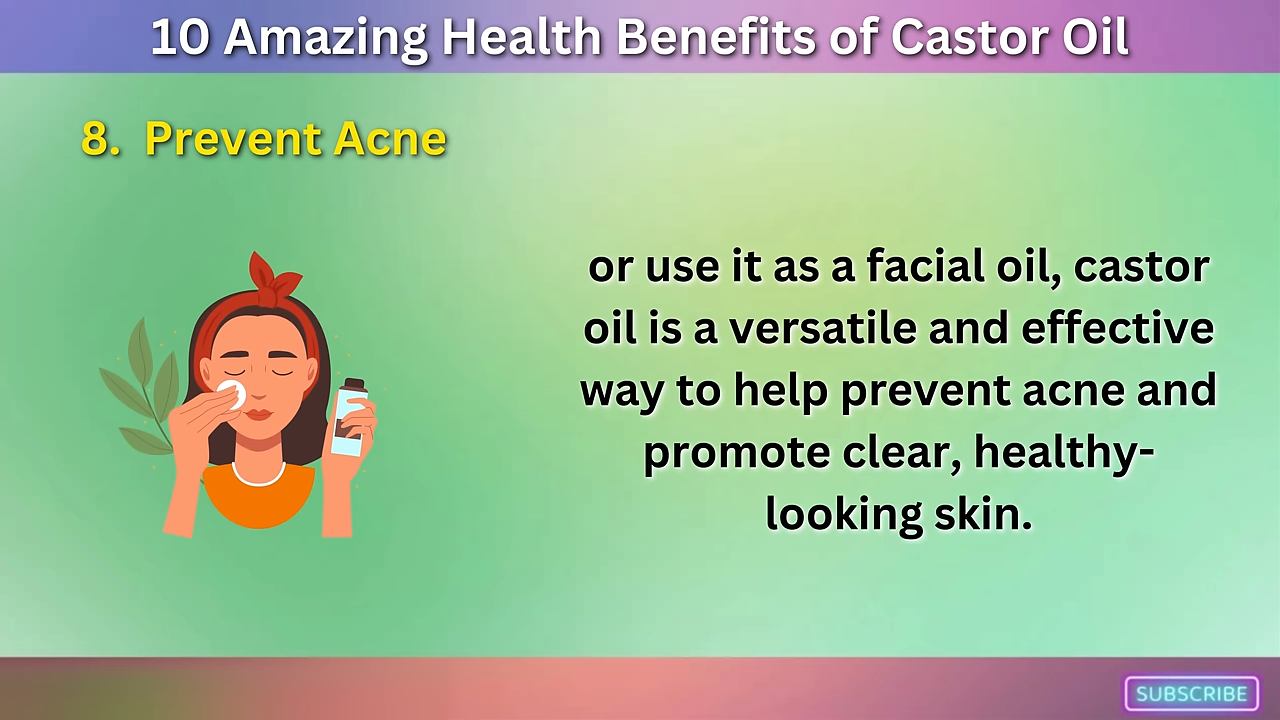 10 Amazing Health Benefits of Castor Oil
8. Prevent Acne
or use it as a facial oil, castor
oil is a versatile and effective
way to help prevent acne and
promote clear, healthy-
looking skin.
SUBSCRIBE